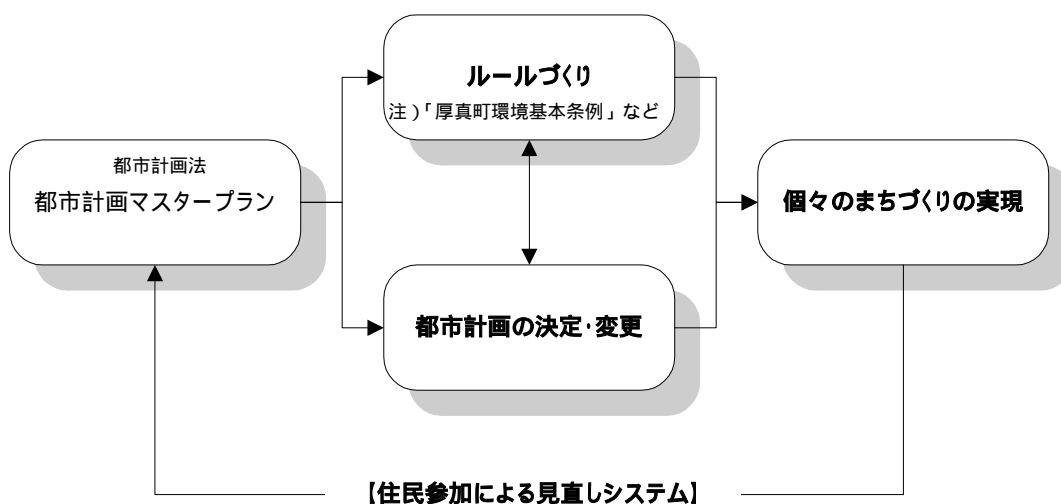 都市計画法
都市計画マスタープラン
ルールづくり
注)「厚真町環境基本条例」など
都市計画の決定・変更
個々のまちづくりの実現
【住民参加による見直しシステム】